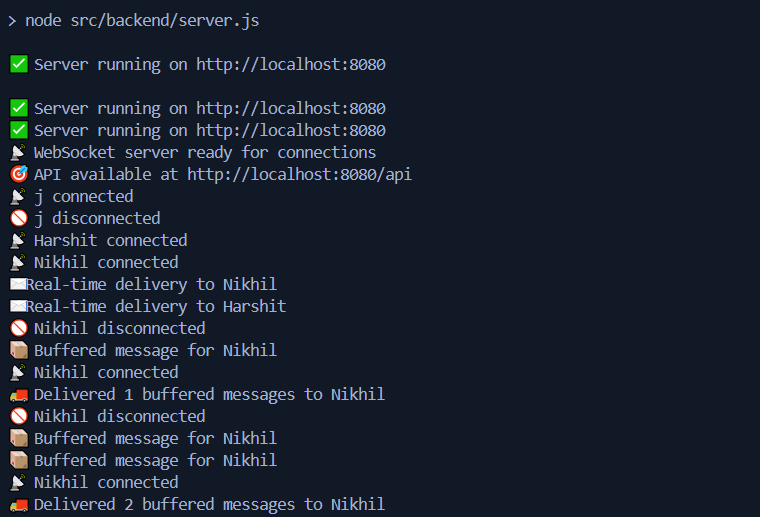 > node src/backend/server.js
✅ Server running on http://localhost:8080
✅ Server running on http://localhost:8080
✅ Server running on http://localhost:8080
📡 WebSocket server ready for connections
🎯 API available at http://localhost:8080/api
📡 j connected
🚫 j disconnected
📡 Harshit connected
📡 Nikhil connected
✉️Real-time delivery to Nikhil
✉️Real-time delivery to Harshit
🚫 Nikhil disconnected
📦 Buffered message for Nikhil
📡 Nikhil connected
🚚 Delivered 1 buffered messages to Nikhil
🚫 Nikhil disconnected
📦 Buffered message for Nikhil
📦 Buffered message for Nikhil
📡 Nikhil connected
🚚 Delivered 2 buffered messages to Nikhil